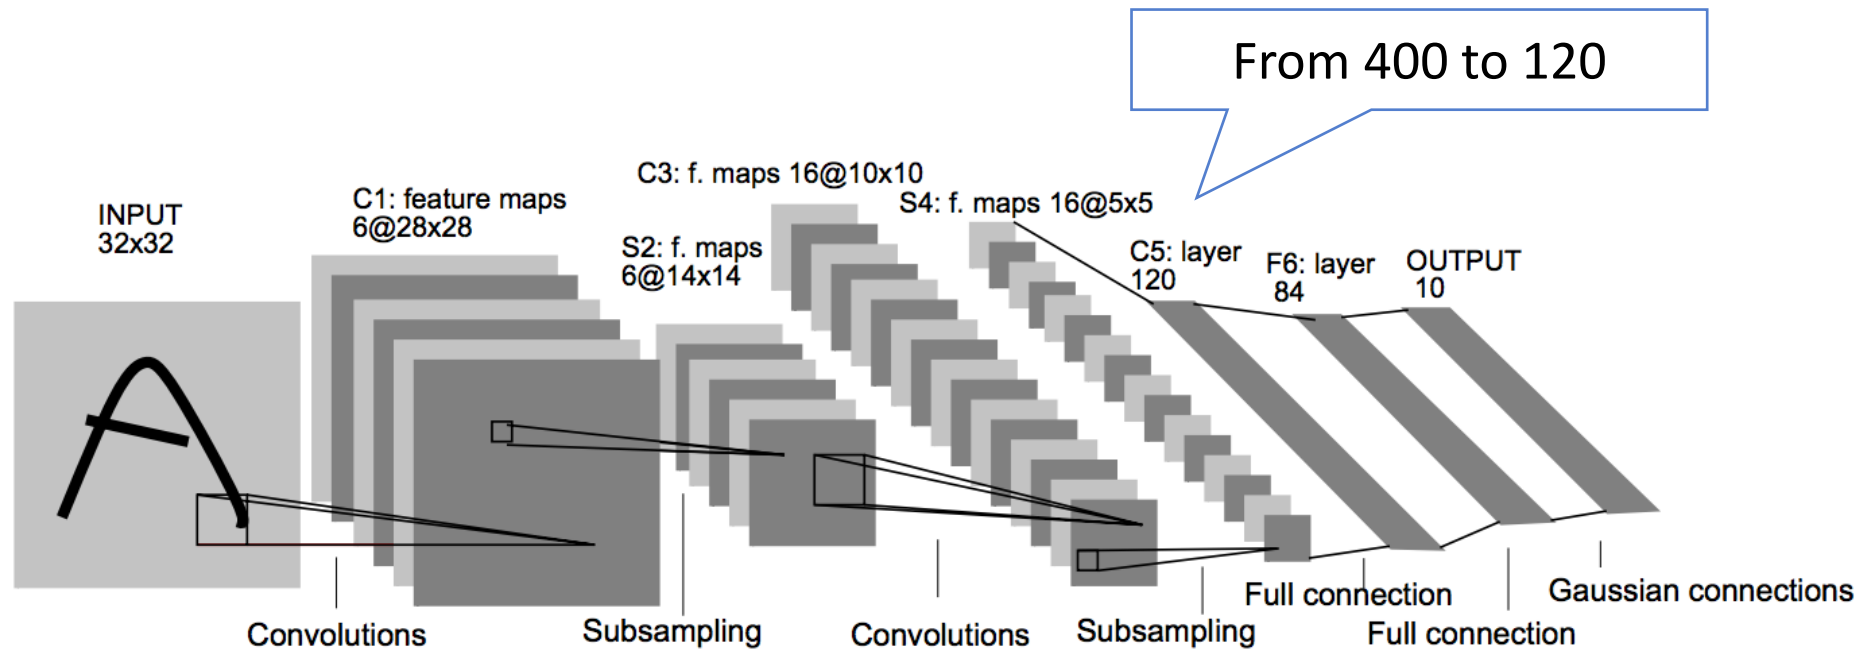 From 400 to 120
C3: f. maps 16@10x10
S4: f. maps 16@5x5
C1: feature maps
6@28x28
INPUT
32x32
S2: f. maps
6@14x14
C5: layer
120
F6: layer
84
OUTPUT
10
Convolutions
Subsampling
Convolutions
Subsampling
Full connection
Full connection
Gaussian connections